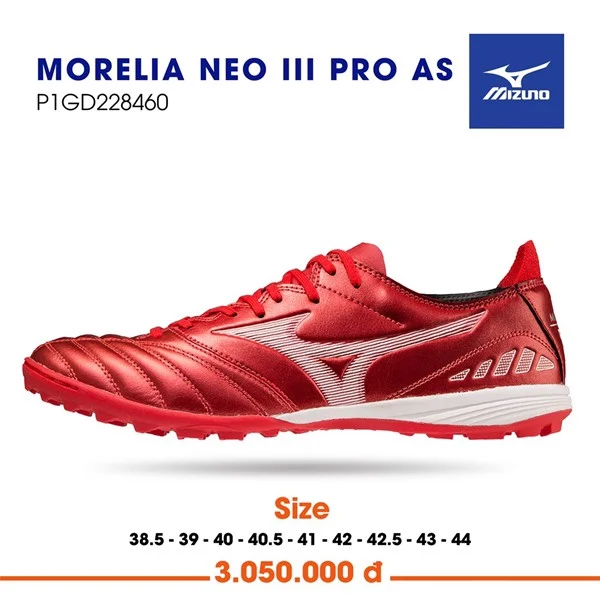 MORELIA NEO III PRO AS
P1GD228460
MIZUNO
Size
38.5 - 39 - 40 - 40.5 - 41 - 42 - 42.5 - 43 - 44
3.050.000 đ